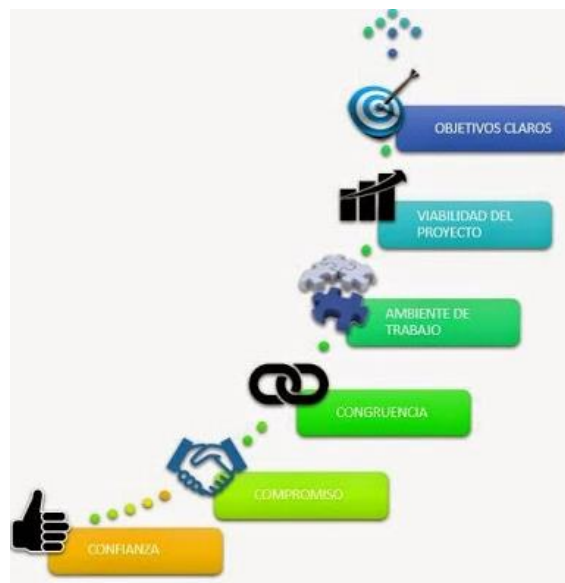 OBJETIVOS CLAROS
VIABILIDAD DEL
PROYECTO
AMBIENTE DE
TRABAJO
CONGRUENCIA
COMPROMISO
CONFIANZA